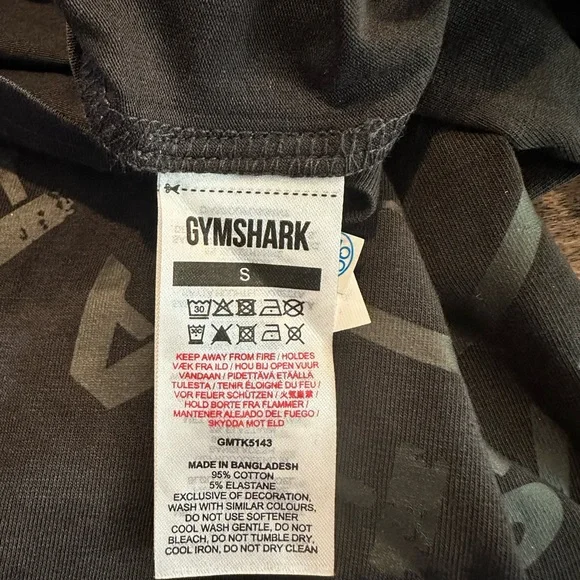 GYMSHARK
S
30
30°
KEEP AWAY FROM FIRE / HOLDES
VÆK FRA ILD / HOU BIJ OPEN VUUR
VANDAAN / PIDETTÄVÄ ETÄÄLLÄ
TULESTA / TENIR ÉLOIGNÉ DU FEU /
VOR FEUER SCHÜTZEN / 火気厳禁 /
HOLD BORTE FRA FLAMMER /
MANTENER ALEJADO DEL FUEGO /
SKYDDA MOT ELD
GMTK5143
MADE IN BANGLADESH
95% COTTON
5% ELASTANE
EXCLUSIVE OF DECORATION,
WASH WITH SIMILAR COLOURS,
DO NOT USE SOFTENER
COOL WASH GENTLE, DO NOT
BLEACH, DO NOT TUMBLE DRY,
COOL IRON, DO NOT DRY CLEAN